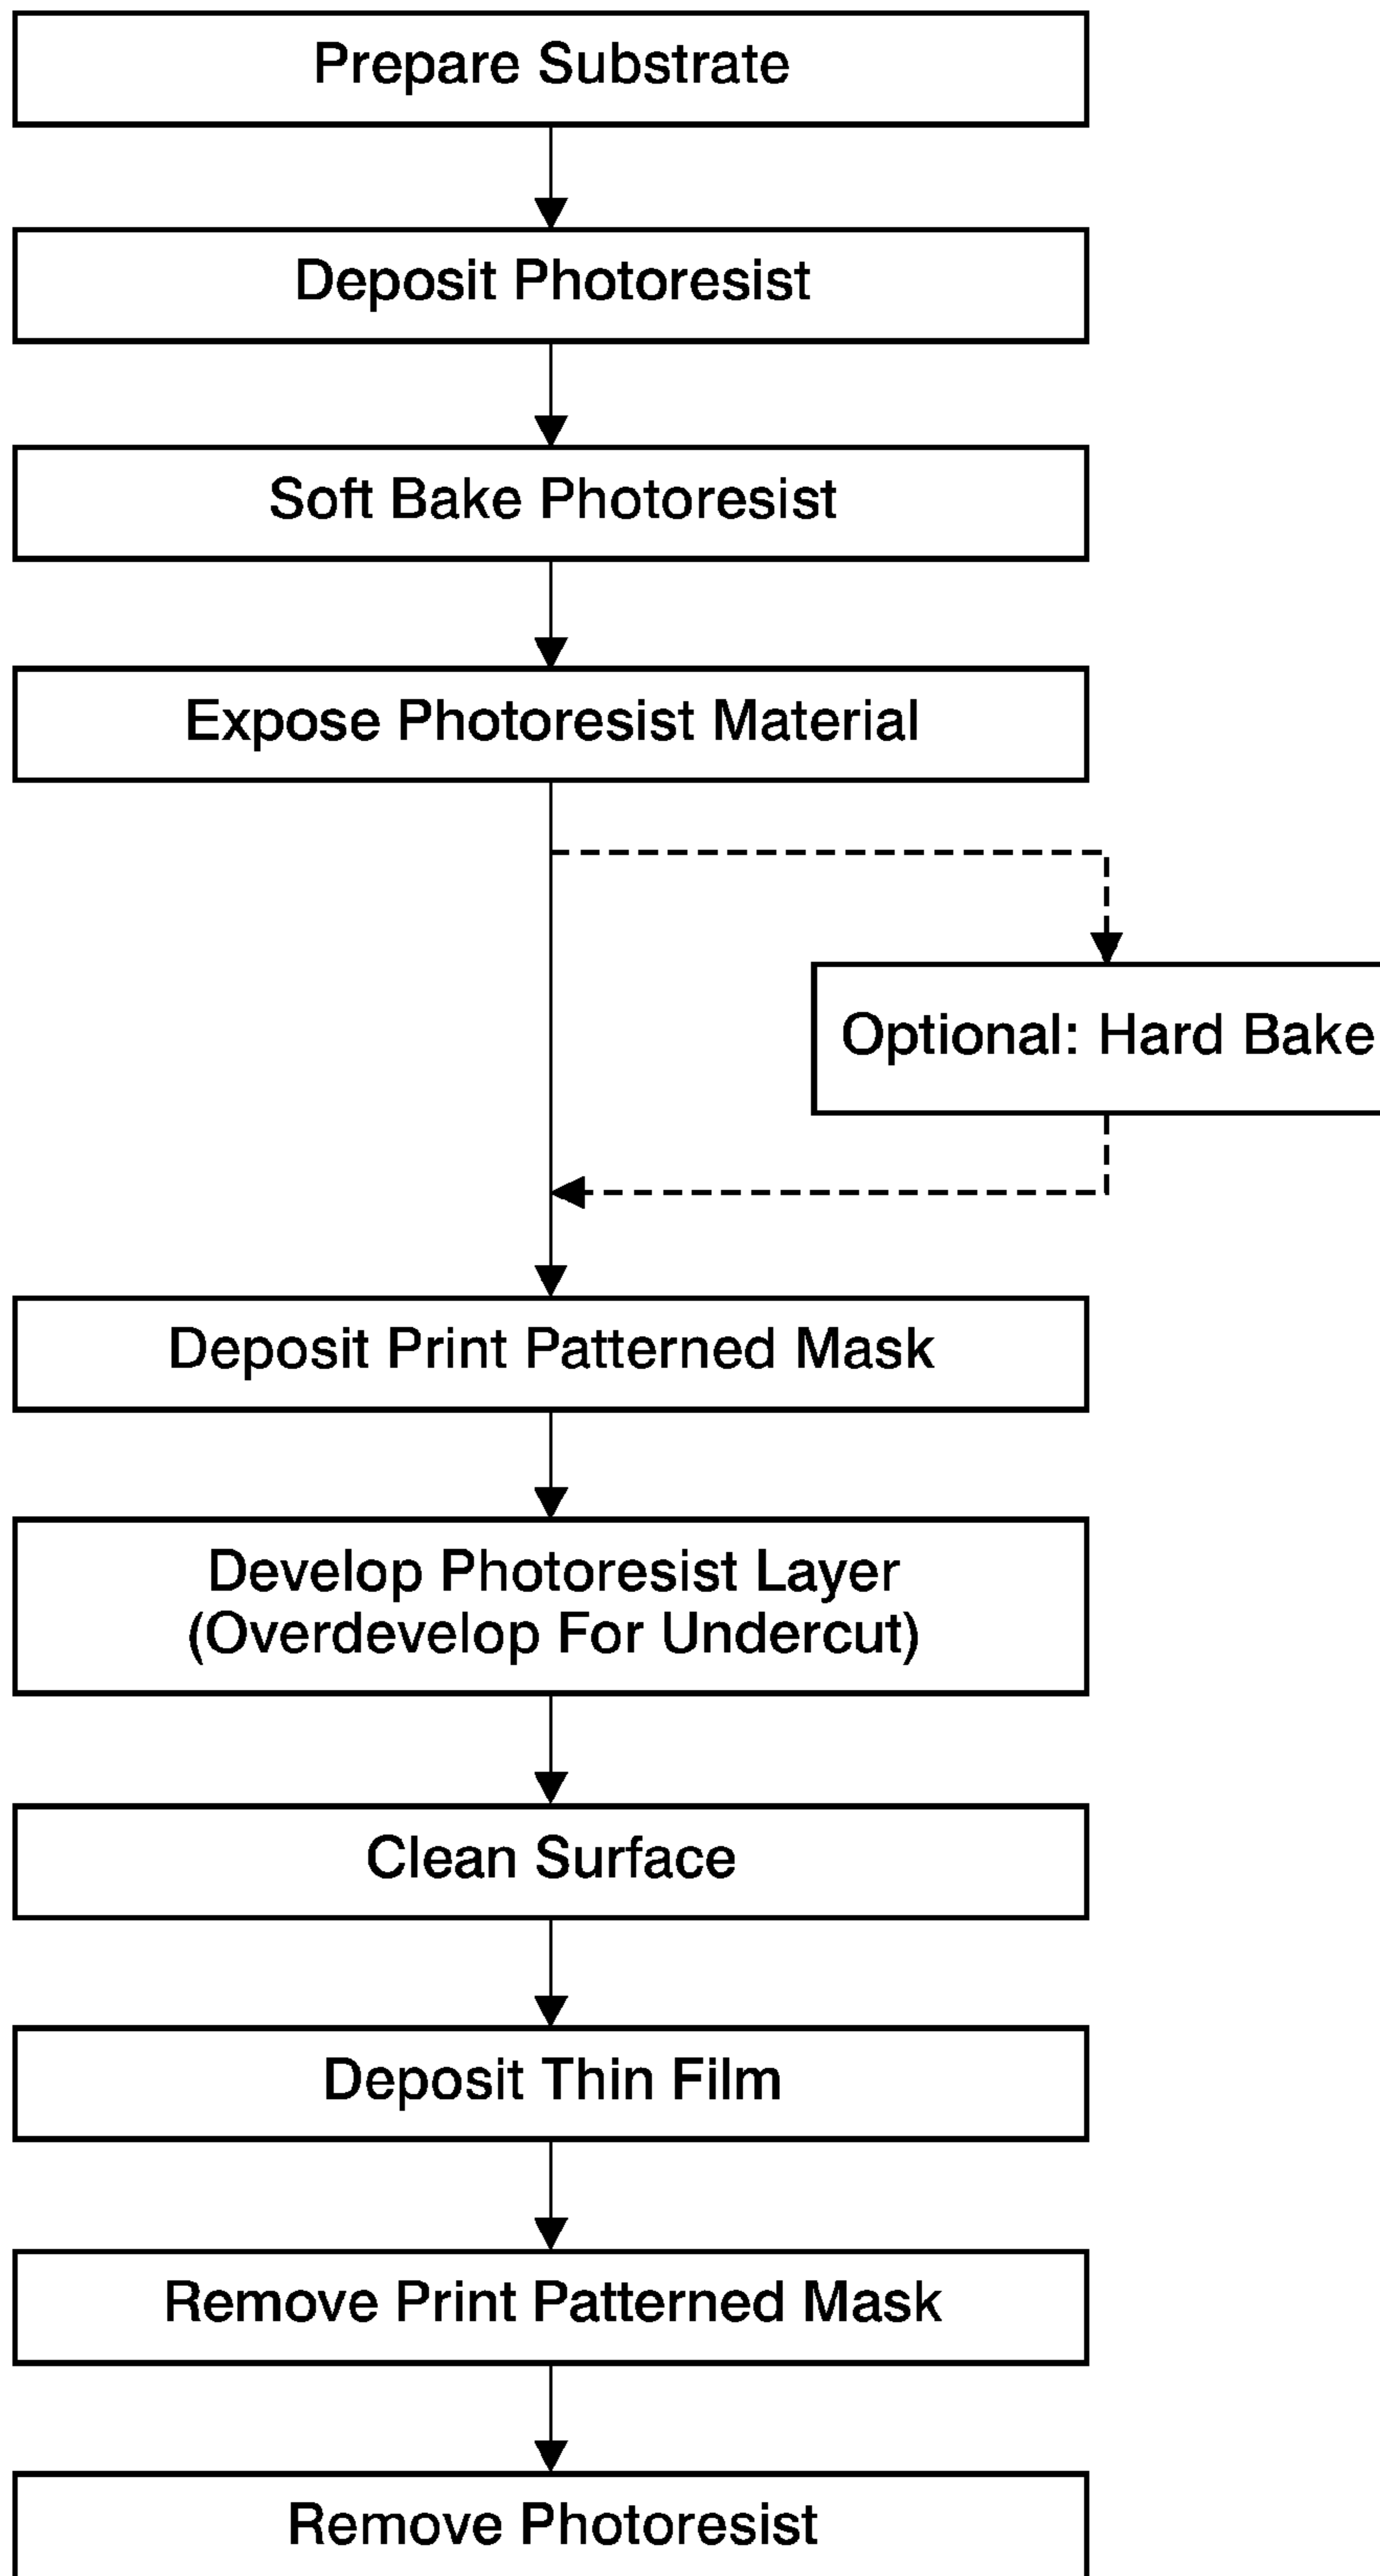 Prepare Substrate
Deposit Photoresist
Soft Bake Photoresist
Expose Photoresist Material
Optional: Hard Bake
Deposit Print Patterned Mask
Develop Photoresist Layer
(Overdevelop For Undercut)
Clean Surface
Deposit Thin Film
Remove Print Patterned Mask
Remove Photoresist